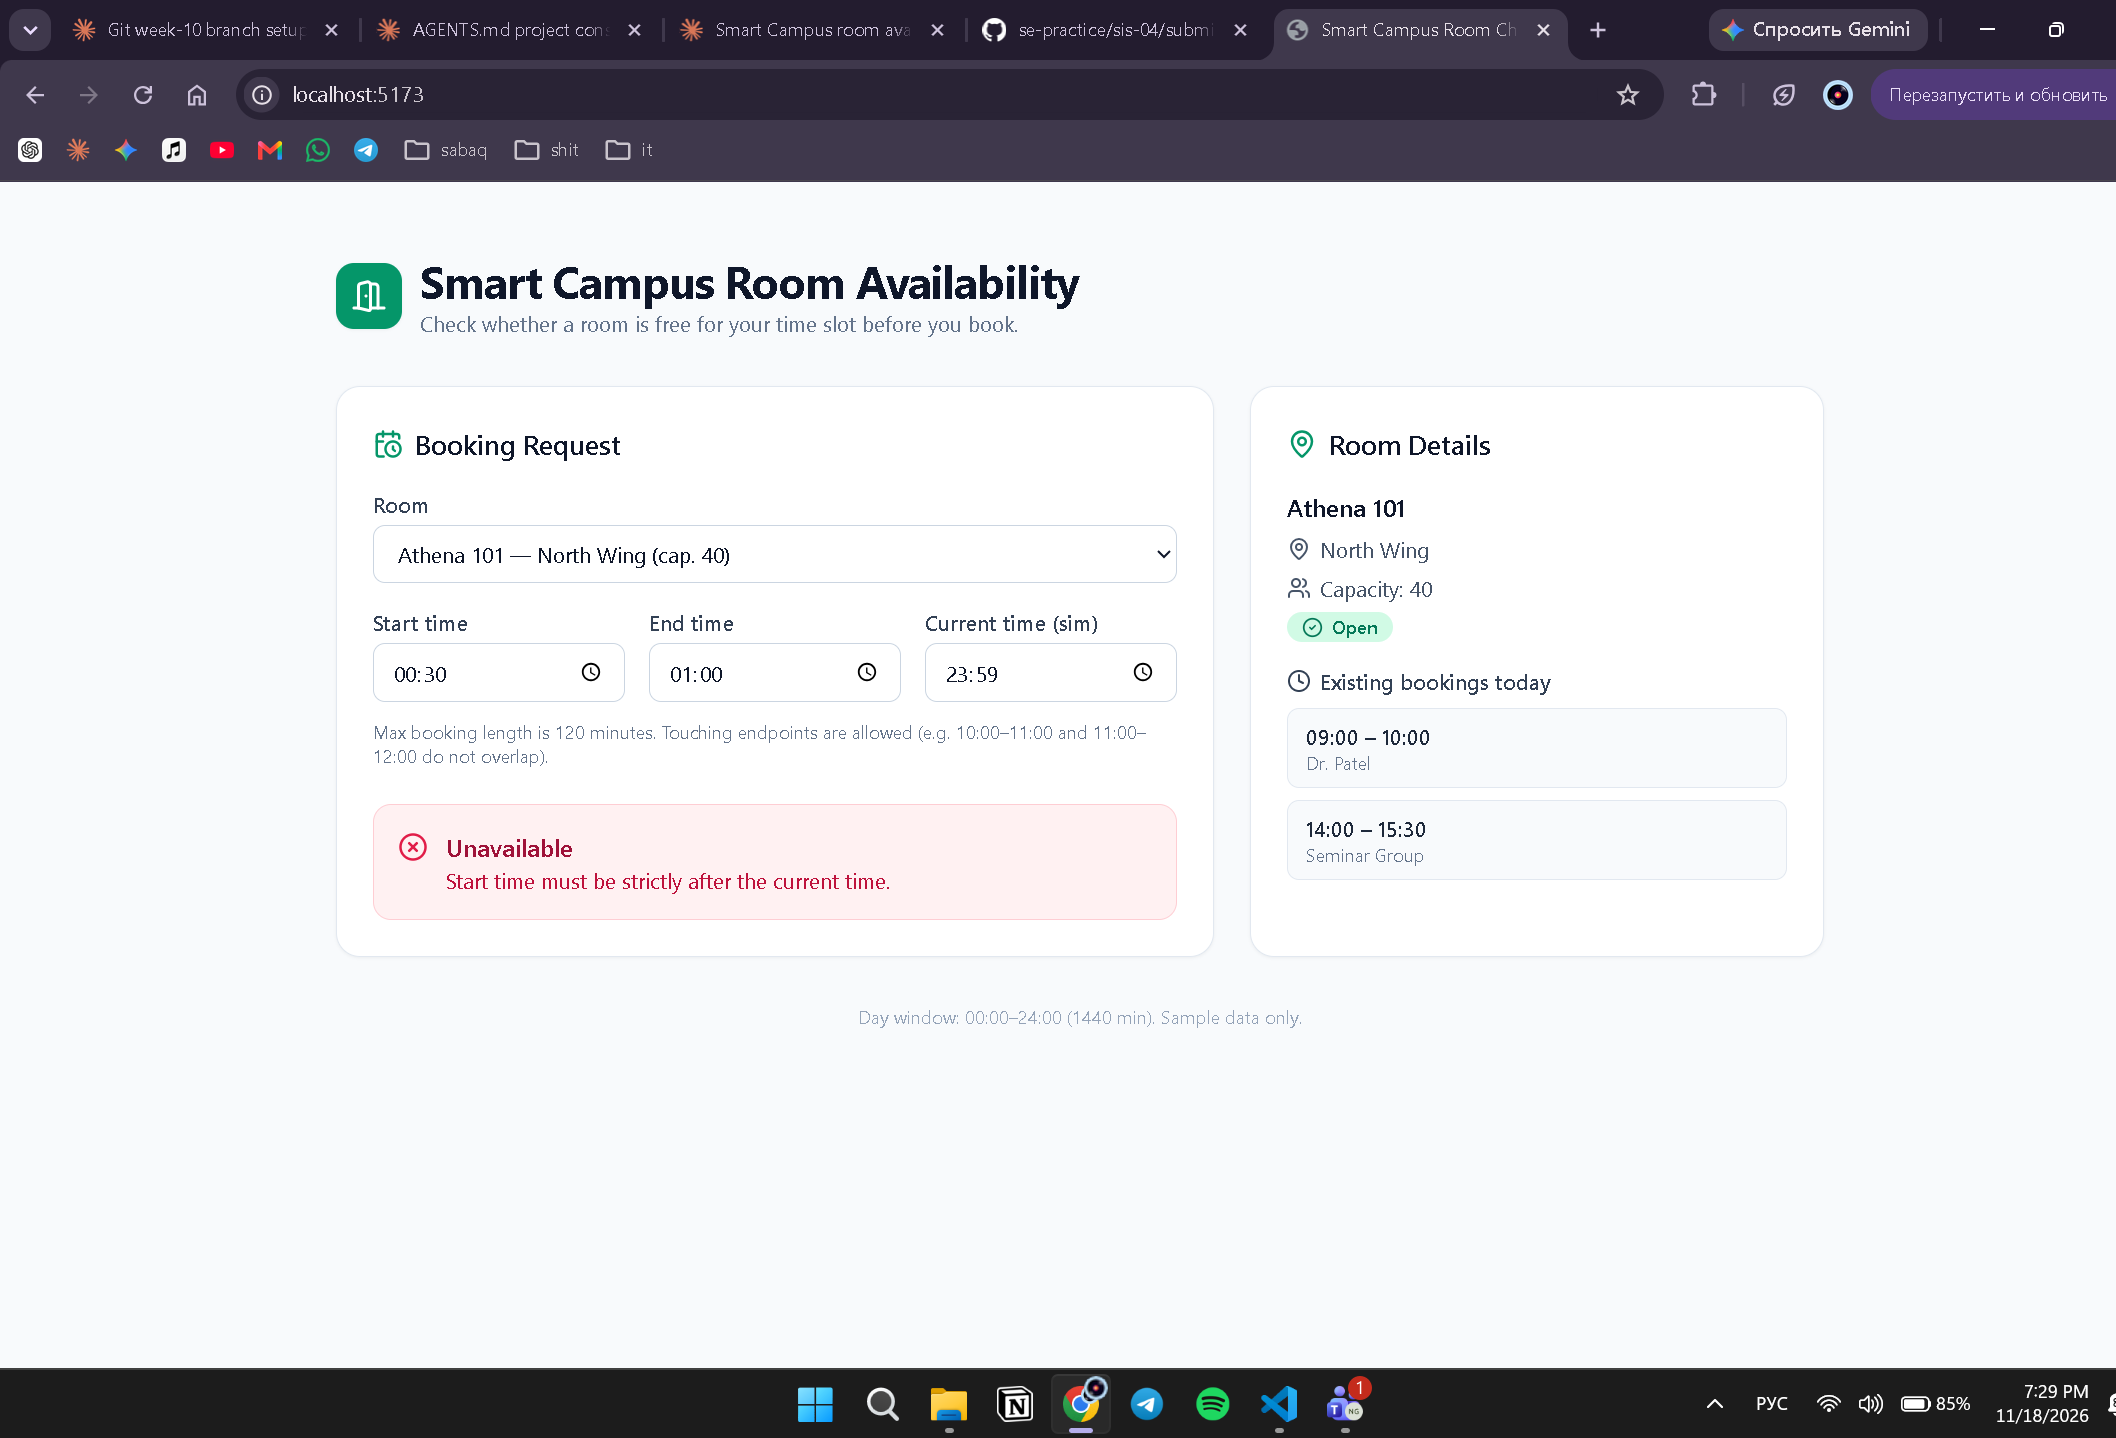 Git week-10 branch setup
AGENTS.md project cons
Smart Campus room ava
se-practice/sis-04/submi
Smart Campus Room Ch
Спросить Gemini
localhost:5173
Перезапустить и обновить
sabaq
shit
it
Smart Campus Room Availability
Check whether a room is free for your time slot before you book.
Booking Request
Room
Athena 101 — North Wing (cap. 40)
Start time
End time
Current time (sim)
00:30
01:00
23:59
Max booking length is 120 minutes. Touching endpoints are allowed (e.g. 10:00–11:00 and 11:00–
12:00 do not overlap).
Unavailable
Start time must be strictly after the current time.
Room Details
Athena 101
North Wing
Capacity: 40
Open
Existing bookings today
09:00 – 10:00
Dr. Patel
14:00 – 15:30
Seminar Group
Day window: 00:00–24:00 (1440 min). Sample data only.
1
T
NG
РУС
85%
7:29 PM
11/18/2026